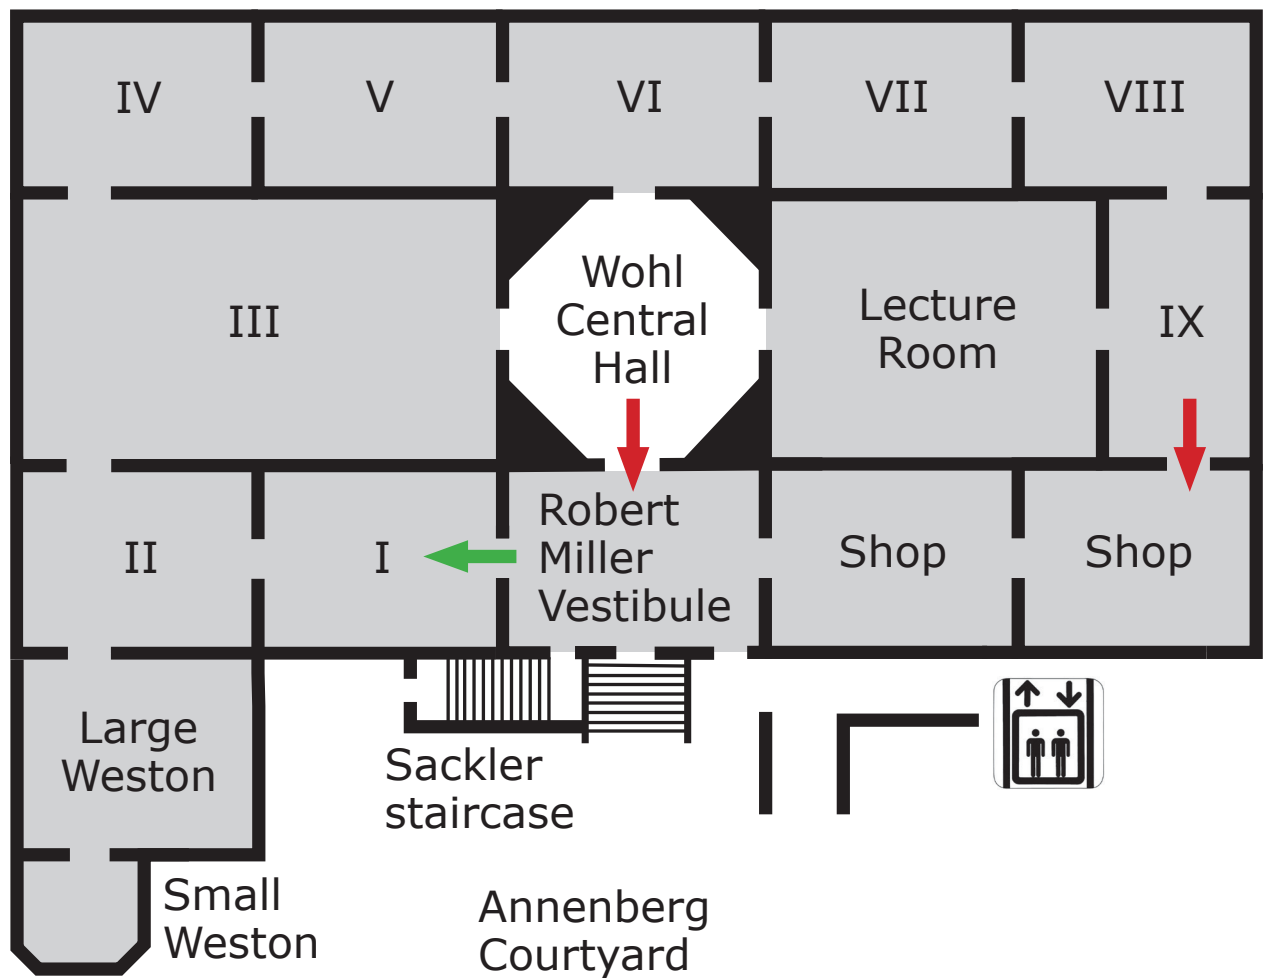 IV
V
VI
VII
VIII
III
Wohl
Central
Hall
Lecture
Room
IX
II
I
Robert
Miller
Vestibule
Shop
Shop
Large
Weston
Sackler
staircase
Small
Weston
Annenberg
Courtyard